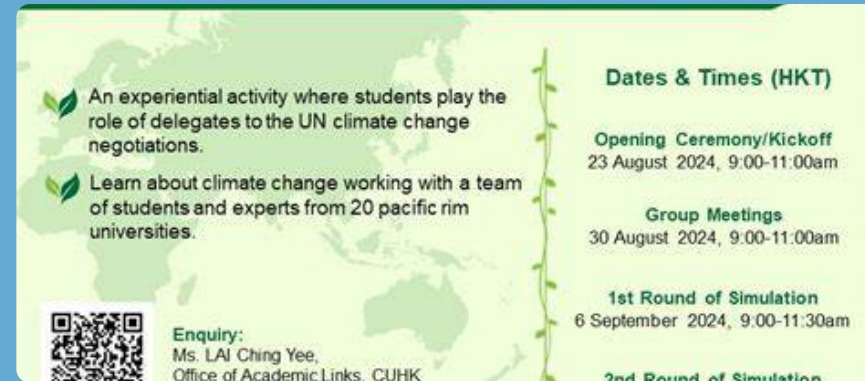 An experiential activity where students play the
role of delegates to the UN climate change
negotiations.
Learn about climate change working with a team
of students and experts from 20 pacific rim
universities.
Enquiry:
Ms. LAI Ching Yee,
Office of Academic Links, CUHK
Dates & Times (HKT)
Opening Ceremony/Kickoff
23 August 2024, 9:00-11:00am
Group Meetings
30 August 2024, 9:00-11:00am
1st Round of Simulation
6 September 2024, 9:00-11:30am
2nd Round of Simulation